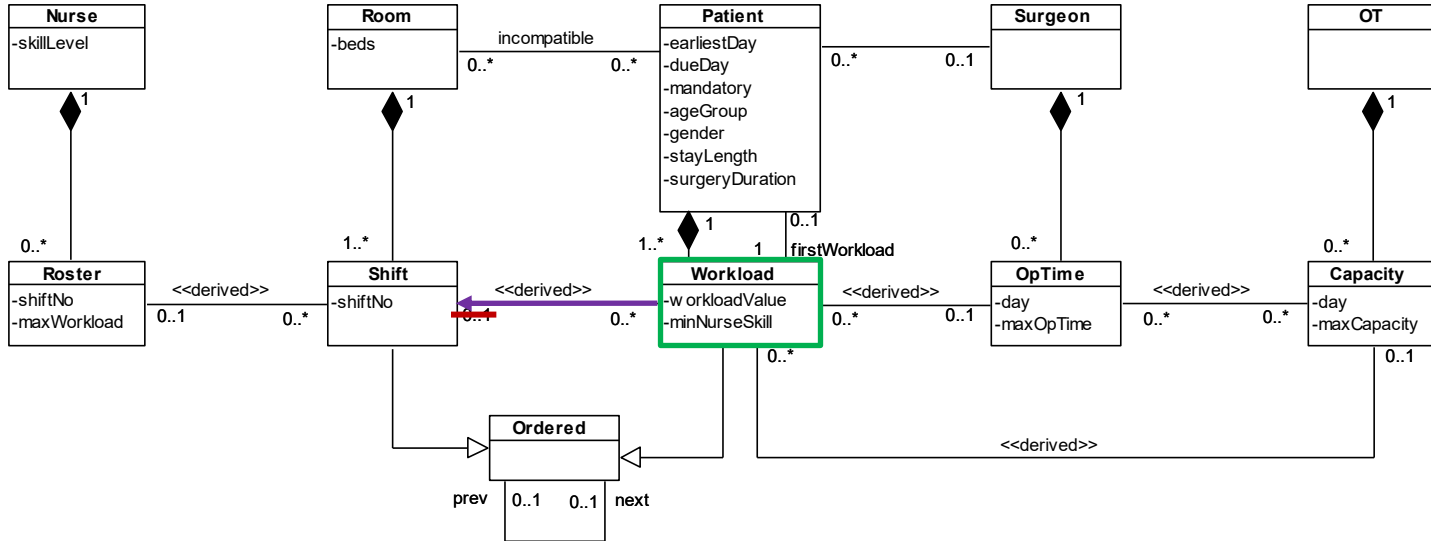 Nurse
-skillLevel
Room
-beds
Patient
-earliestDay
-dueDay
-mandatory
-ageGroup
-gender
-stayLength
-surgeryDuration
Surgeon
OT
incompatible
0..*
0..*
0..*
0..1
1
1
1
1
1
0..1
0..*
1..*
1..*
1
firstWorkload
0..*
0..*
Roster
-shiftNo
-maxWorkload
Shift
-shiftNo
Workload
-workloadValue
-minNurseSkill
OpTime
-day
-maxOpTime
Capacity
-day
-maxCapacity
<<derived>>
<<derived>>
<<derived>>
<<derived>>
0..1
0..*
0..1
0..*
0..*
0..1
0..*
0..*
0..*
0..1
Ordered
<<derived>>
prev
0..1
0..1
next